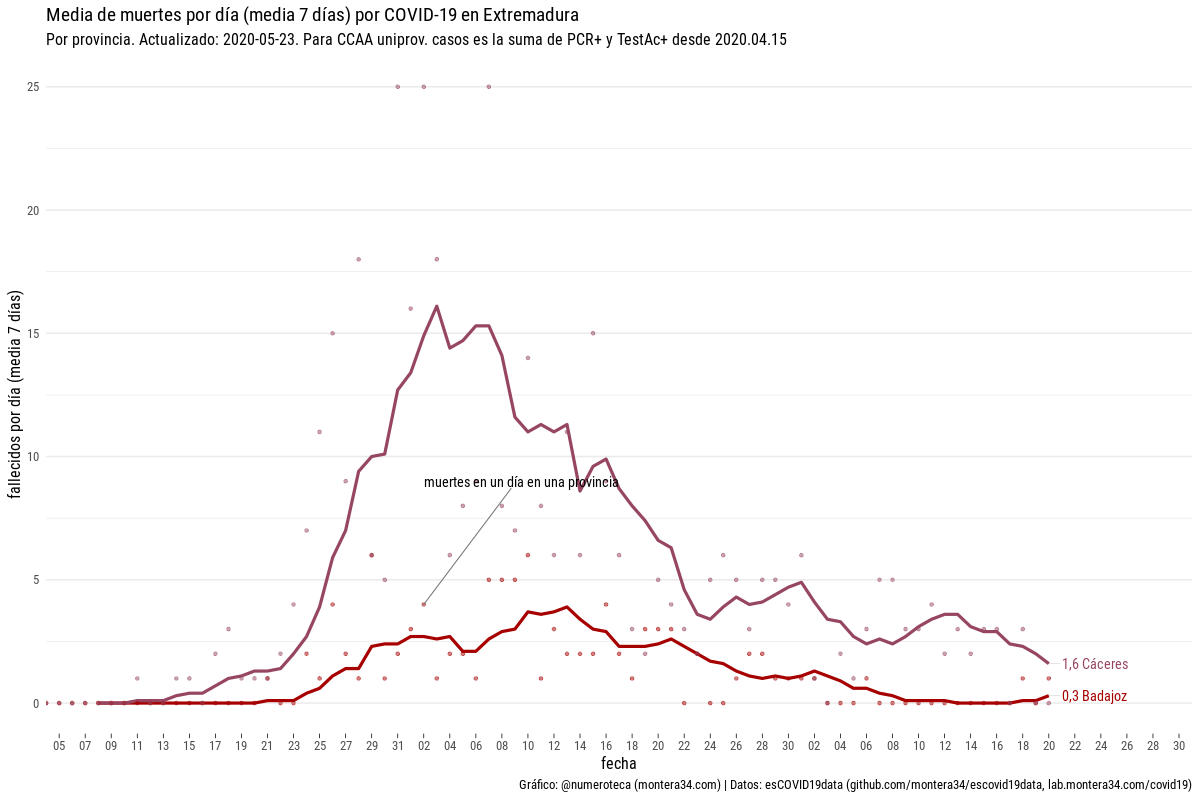 Media de muertes por día (media 7 días) por COVID-19 en Extremadura
Por provincia. Actualizado: 2020-05-23. Para CCAA uniprov. casos es la suma de PCR+ y TestAc+ desde 2020.04.15
fallecidos por día (media 7 días)
25
20
15
10
5
0
muertes en un día en una provincia
1,6 Cáceres
0,3 Badajoz
05 07 09 11 13 15 17 19 21 23 25 27 29 31 02 04 06 08 10 12 14 16 18 20 22 24 26 28 30 02 04 06 08 10 12 14 16 18 20 22 24 26 28 30
fecha
Gráfico: @numeroteca (montera34.com) | Datos: esCOVID19data (github.com/montera34/escovid19data, lab.montera34.com/covid19)